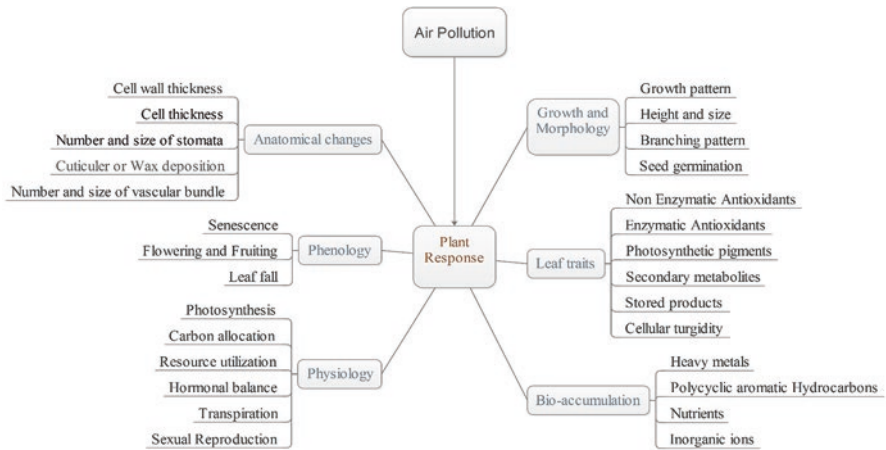 Air Pollution
Cell wall thickness
Cell thickness
Number and size of stomata
Cuticuler or Wax deposition
Number and size of vascular bundle
Anatomical changes
Senescence
Flowering and Fruiting
Leaf fall
Phenology
Photosynthesis
Carbon allocation
Resource utilization
Hormonal balance
Transpiration
Sexual Reproduction
Physiology
Plant
Response
Growth and
Morphology
Growth pattern
Height and size
Branching pattern
Seed germination
Leaf traits
Non Enzymatic Antioxidants
Enzymatic Antioxidants
Photosynthetic pigments
Secondary metabolites
Stored products
Cellular turgidity
Bio-accumulation
Heavy metals
Polycyclic aromatic Hydrocarbons
Nutrients
Inorganic ions